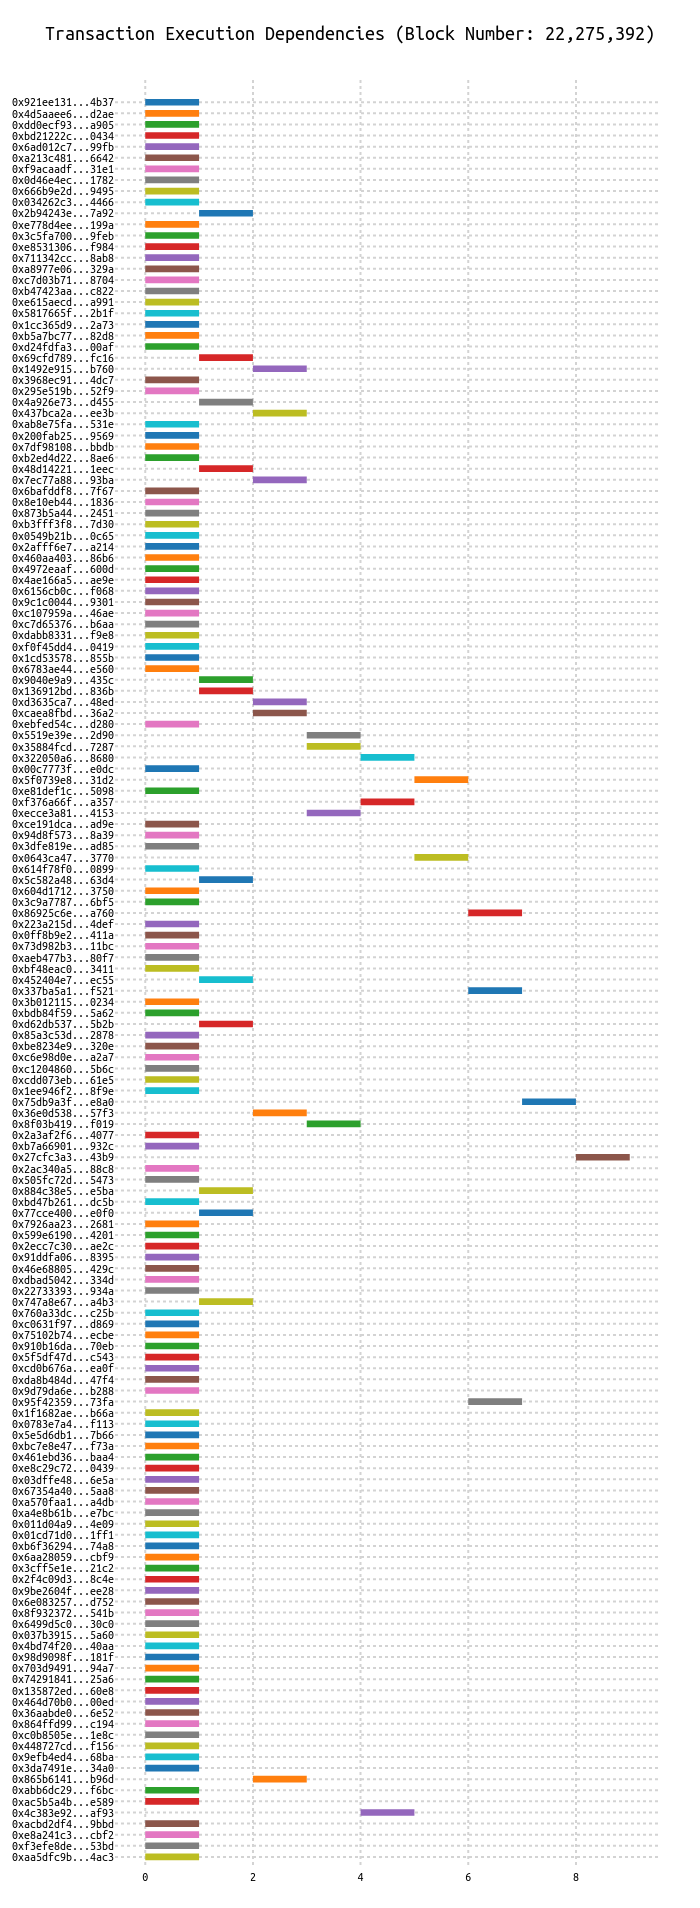 Transaction Execution Dependencies (Block Number: 22,275,392)
0x921ee131...4b37
0x4d5aaee6...d2ae
0xdd0ecf93...a905
0xbd21222c...0434
0x6ad012c7...99fb
0xa213c481...6642
0xf9acaadf...31e1
0x0d46e4ec...1782
0x666b9e2d...9495
0x034262c3...4466
0x2b94243e...7a92
0xe778d4ee...199a
0x3c5fa700...9feb
0xe8531306...f984
0x711342cc...8ab8
0xa8977e06...329a
0xc7d03b71...8704
0xb47423aa...c822
0xe615aecd...a991
0x5817665f...2b1f
0x1cc365d9...2a73
0xb5a7bc77...82d8
0xd24fdfa3...00af
0x69cfd789...fc16
0x1492e915...b760
0x3968ec91...4dc7
0x295e519b...52f9
0x4a926e73...d455
0x437bca2a...ee3b
0xab8e75fa...531e
0x200fab25...9569
0x7df98108...bbdb
0xb2ed4d22...8ae6
0x48d14221...1eec
0x7ec77a88...93ba
0x6bafddf8...7f67
0x8e10eb44...1836
0x873b5a44...2451
0xb3fff3f8...7d30
0x0549b21b...0c65
0x2afff6e7...a214
0x460aa403...86b6
0x4972eaaf...600d
0x4ae166a5...ae9e
0x6156cb0c...f068
0x9c1c0044...9301
0xc107959a...46ae
0xc7d65376...b6aa
0xdabb8331...f9e8
0xf0f45dd4...0419
0x1cd53578...855b
0x6783ae44...e560
0x9040e9a9...435c
0x136912bd...836b
0xd3635ca7...48ed
0xcaea8fbd...36a2
0xebfed54c...d280
0x5519e39e...2d90
0x35884fcd...7287
0x322050a6...8680
0x00c7773f...e0dc
0x5f0739e8...31d2
0xe81def1c...5098
0xf376a66f...a357
0xecce3a81...4153
0xce191dca...ad9e
0x94d8f573...8a39
0x3dfe819e...ad85
0x0643ca47...3770
0x614f78f0...0899
0x5c582a48...63d4
0x604d1712...3750
0x3c9a7787...6bf5
0x86925c6e...a760
0x223a215d...4def
0x0ff8b9e2...411a
0x73d982b3...11bc
0xaeb477b3...80f7
0xbf48eac0...3411
0x452404e7...ec55
0x337ba5a1...f521
0x3b012115...0234
0xbdb84f59...5a62
0xd62db537...5b2b
0x85a3c53d...2878
0xbe8234e9...320e
0xc6e98d0e...a2a7
0xc1204860...5b6c
0xcdd073eb...61e5
0x1ee946f2...8f9e
0x75db9a3f...e8a0
0x36e0d538...57f3
0x8f03b419...f019
0x2a3af2f6...4077
0xb7a66901...932c
0x27cfc3a3...43b9
0x2ac340a5...88c8
0x505fc72d...5473
0x884c38e5...e5ba
0xbd47b261...dc5b
0x77cce400...e0f0
0x7926aa23...2681
0x599e6190...4201
0x2ecc7c30...ae2c
0x91ddfa06...8395
0x46e68805...429c
0xdbad5042...334d
0x22733393...934a
0x747a8e67...a4b3
0x760a33dc...c25b
0xc0631f97...d869
0x75102b74...ecbe
0x910b16da...70eb
0x5f5df47d...c543
0xcd0b676a...ea0f
0xda8b484d...47f4
0x9d79da6e...b288
0x95f42359...73fa
0x1f1682ae...b66a
0x0783e7a4...f113
0x5e5d6db1...7b66
0xbc7e8e47...f73a
0x461ebd36...baa4
0xe8c29c72...0439
0x03dffe48...6e5a
0x67354a40...5aa8
0xa570faa1...a4db
0xa4e8b61b...e7bc
0x011d04a9...4e09
0x01cd71d0...1ff1
0xb6f36294...74a8
0x6aa28059...cbf9
0x3cff5e1e...21c2
0x2f4c09d3...8c4e
0x9be2604f...ee28
0x6e083257...d752
0x8f932372...541b
0x6499d5c0...30c0
0x037b3915...5a60
0x4bd74f20...40aa
0x98d9098f...181f
0x703d9491...94a7
0x74291841...25a6
0x135872ed...60e8
0x464d70b0...00ed
0x36aabde0...6e52
0x864ffd99...c194
0xc0b8505e...1e8c
0x448727cd...f156
0x9efb4ed4...68ba
0x3da7491e...34a0
0x865b6141...b96d
0xabb6dc29...f6bc
0xac5b5a4b...e589
0x4c383e92...af93
0xacbd2df4...9bbd
0xe8a241c3...cbf2
0xf3efe8de...53bd
0xaa5dfc9b...4ac3
0 2 4 6 8